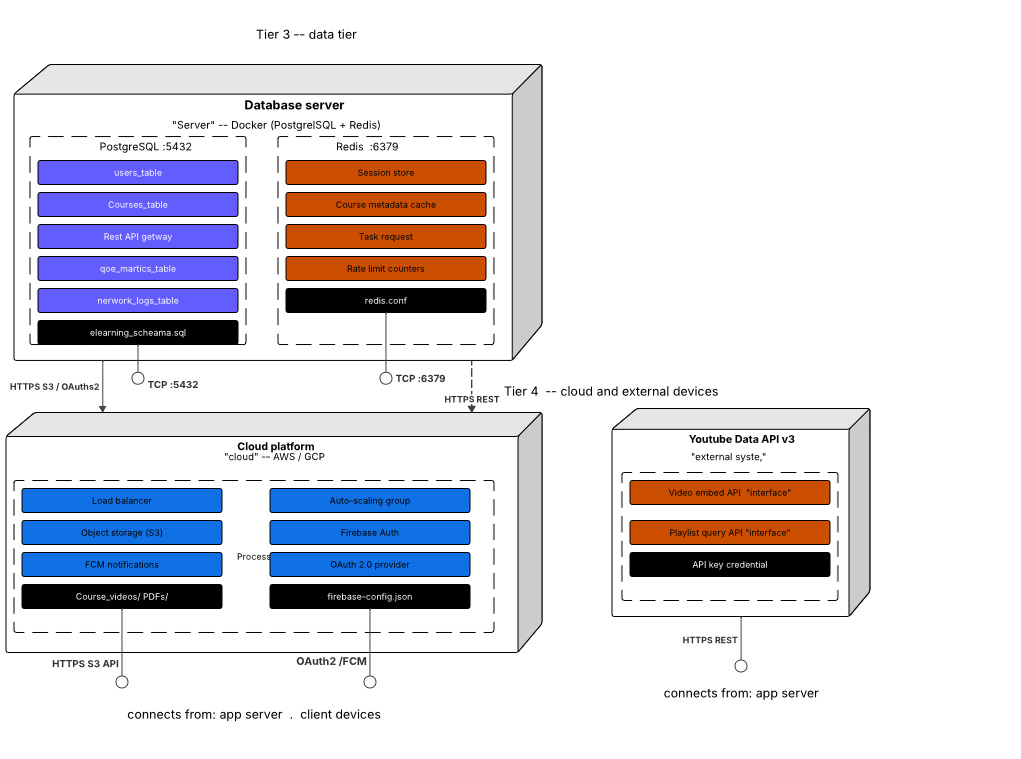 Tier 3 -- data tier
Database server
"Server" -- Docker (PostgrelSQL + Redis)
PostgreSQL :5432
users_table
Courses_table
Rest API getway
qoe_martics_table
nerwork_logs_table
elearning_scheama.sql
Redis :6379
Session store
Course metadata cache
Task request
Rate limit counters
redis.conf
HTTPS S3 / OAuths2
TCP :5432
TCP :6379
HTTPS REST
Tier 4 -- cloud and external devices
Cloud platform
"cloud" -- AWS / GCP
Load balancer
Object storage (S3)
FCM notifications
Course_videos/ PDFs/
Process
Auto-scaling group
Firebase Auth
OAuth 2.0 provider
firebase-config.json
HTTPS S3 API
OAuth2 /FCM
connects from: app server . client devices
Youtube Data API v3
"external syste,"
Video embed API "interface"
Playlist query API "interface"
API key credential
HTTPS REST
connects from: app server